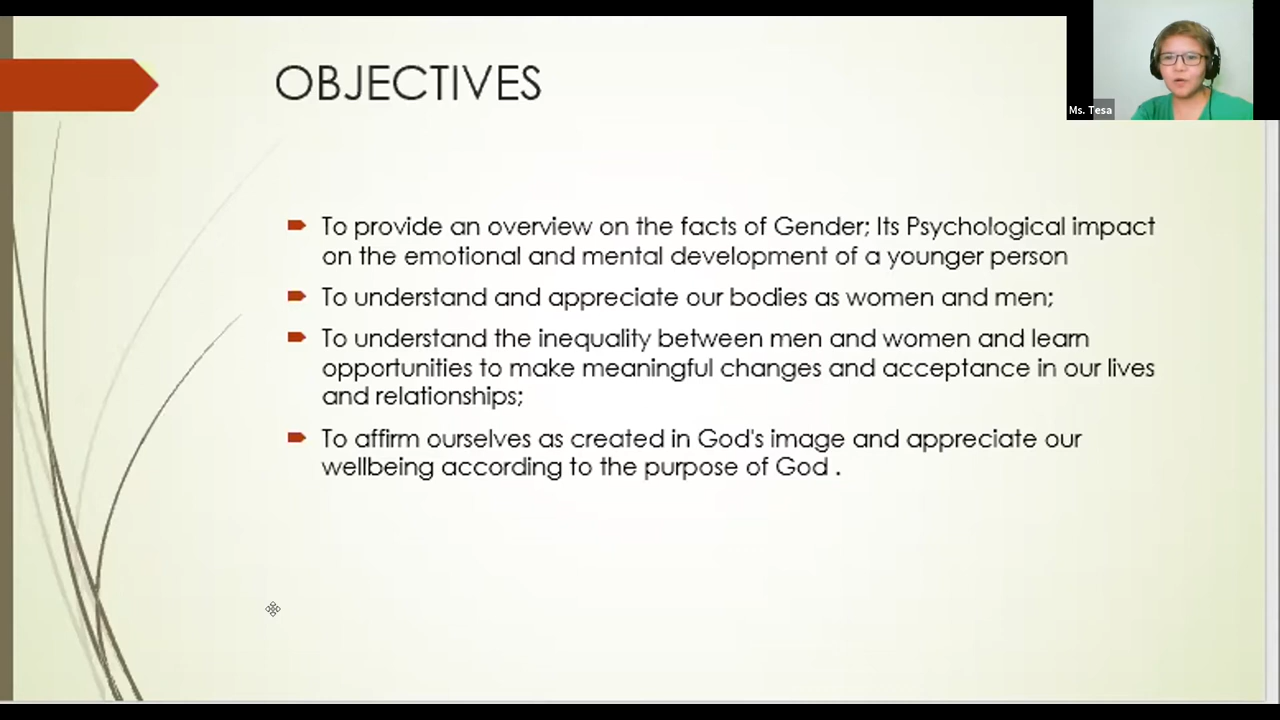 OBJECTIVES
Ms. Tesa
To provide an overview on the facts of Gender; Its Psychological impact
on the emotional and mental development of a younger person
To understand and appreciate our bodies as women and men;
To understand the inequality between men and women and learn
opportunities to make meaningful changes and acceptance in our lives
and relationships;
To affirm ourselves as created in God's image and appreciate our
wellbeing according to the purpose of God .